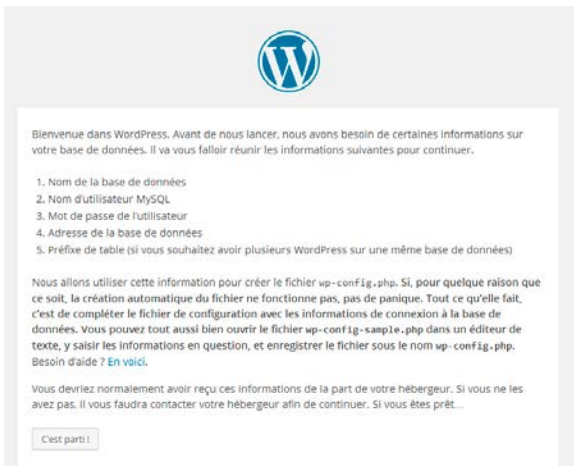 Bienvenue dans WordPress. Avant de nous lancer, nous avons besoin de certaines informations sur
votre base de données. Il va vous falloir réunir les informations suivantes pour continuer.
1. Nom de la base de données
2. Nom d'utilisateur MySQL
3. Mot de passe de l'utilisateur
4. Adresse de la base de données
5. Préfixe de table (si vous souhaitez avoir plusieurs WordPress sur une même base de données)
Nous allons utiliser cette information pour créer le fichier wp-config.php. Si, pour quelque raison que
ce soit, la création automatique du fichier ne fonctionne pas, pas de panique. Tout ce qu'elle fait,
c'est de compléter le fichier de configuration avec les informations de connexion à la base de
données. Vous pouvez tout aussi bien ouvrir le fichier wp-config-sample.php dans un éditeur de
texte, y saisir les informations en question, et enregistrer le fichier sous le nom wp-config.php.
Besoin d'aide ? En voici.
Vous devriez normalement avoir reçu ces informations de la part de votre hébergeur. Si vous ne les
avez pas, il vous faudra contacter votre hébergeur afin de continuer. Si vous êtes prêt…
C'est parti !